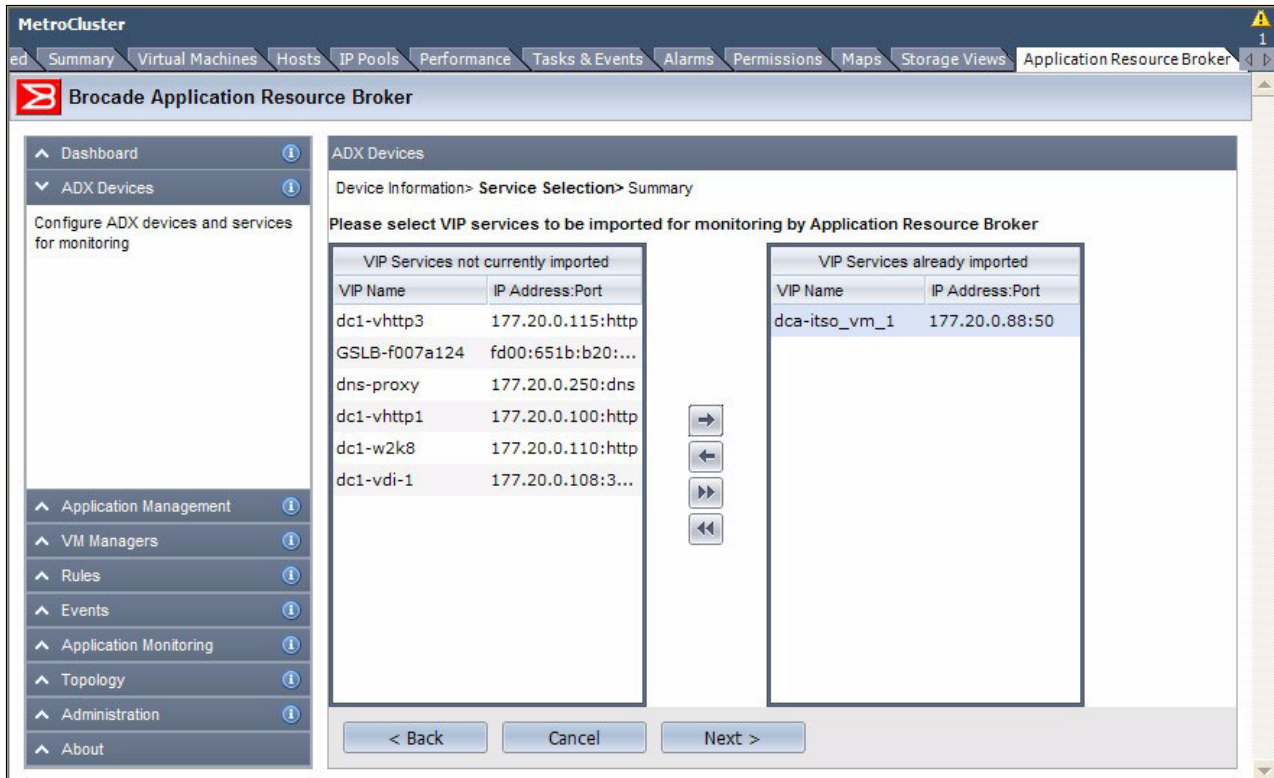 MetroCluster
1
ed Summary Virtual Machines Hosts IP Pools Performance Tasks & Events Alarms Permissions Maps Storage Views Application Resource Broker
Brocade Application Resource Broker
Dashboard
ADX Devices
Configure ADX devices and services
for monitoring
Application Management
VM Managers
Rules
Events
Application Monitoring
Topology
Administration
About
ADX Devices
Device Information> Service Selection> Summary
Please select VIP services to be imported for monitoring by Application Resource Broker
VIP Services not currently imported
VIP Name IP Address:Port
dc1-vhttp3 177.20.0.115:http
GSLB-f007a124 fd00:651b:b20:...
dns-proxy 177.20.0.250:dns
dc1-vhttp1 177.20.0.100:http
dc1-w2k8 177.20.0.110:http
dc1-vdi-1 177.20.0.108:3...
VIP Services already imported
VIP Name IP Address:Port
dca-itso_vm_1 177.20.0.88:50
< Back Cancel Next >